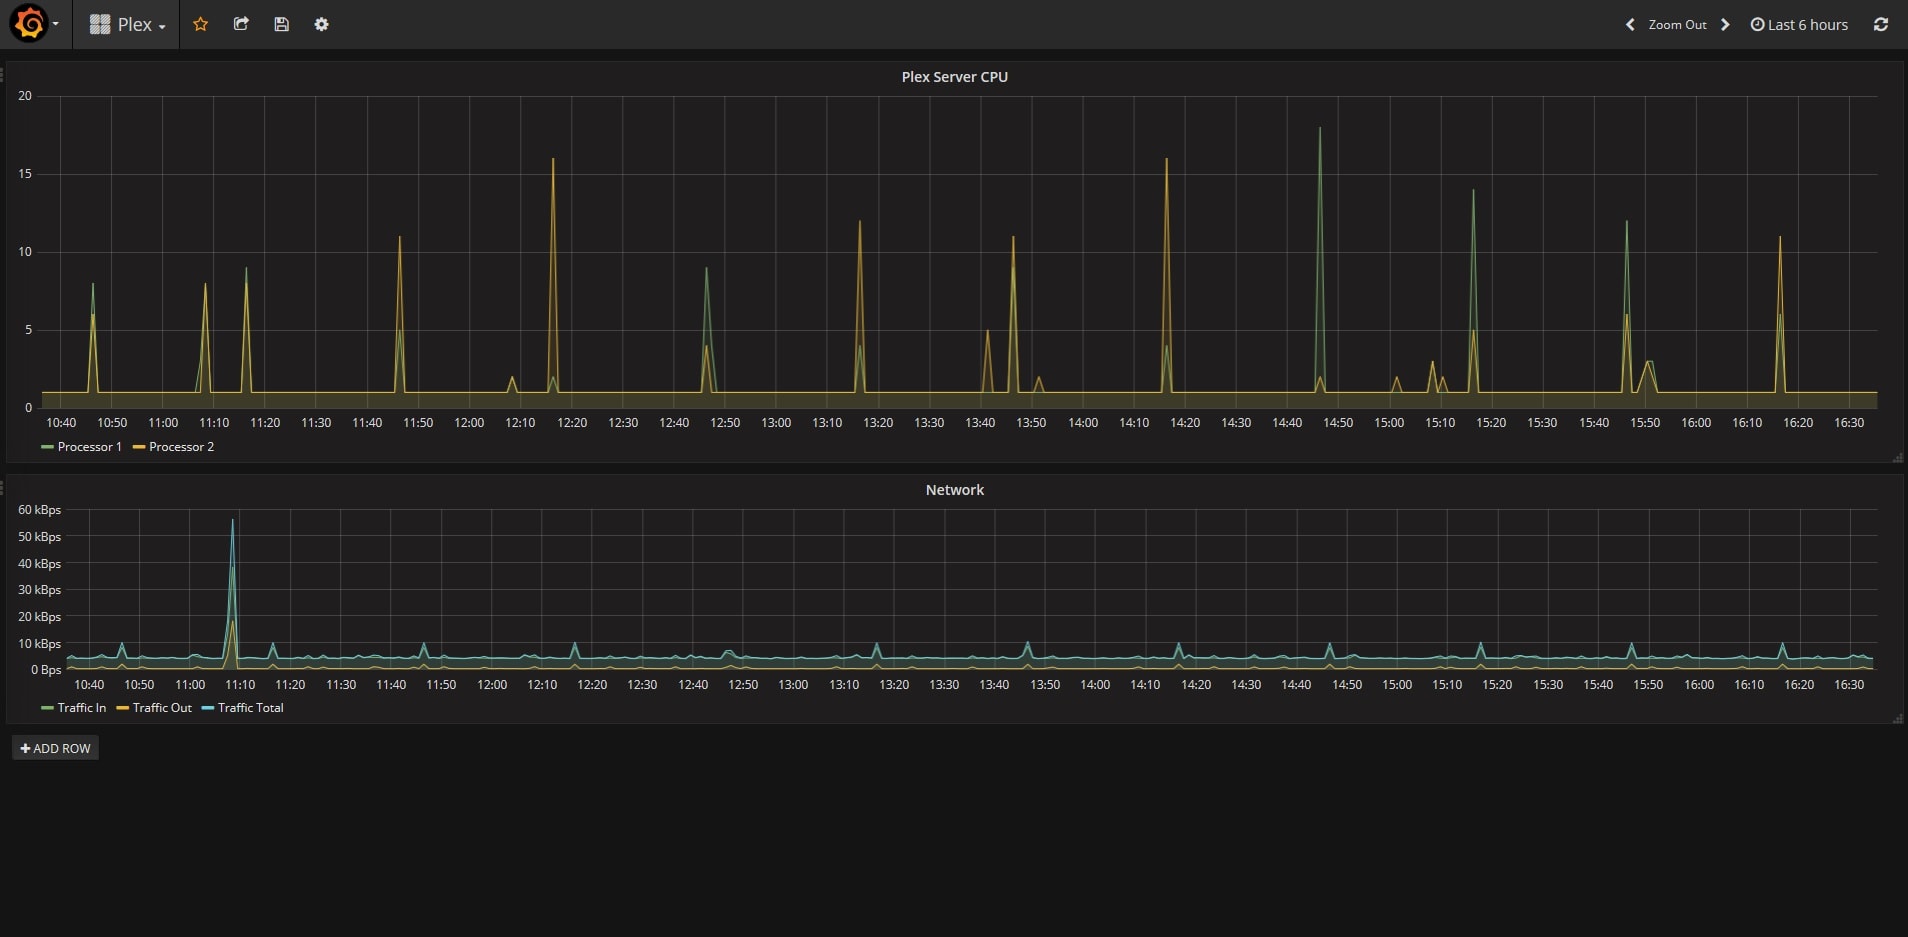 Plex
Zoom Out
Last 6 hours
Plex Server CPU
20
15
10
5
0
10:40 10:50 11:00 11:10 11:20 11:30 11:40 11:50 12:00 12:10 12:20 12:30 12:40 12:50 13:00 13:10 13:20 13:30 13:40 13:50 14:00 14:10 14:20 14:30 14:40 14:50 15:00 15:10 15:20 15:30 15:40 15:50 16:00 16:10 16:20 16:30
Processor 1 Processor 2
Network
60 kBps
50 kBps
40 kBps
30 kBps
20 kBps
10 kBps
0 Bps
10:40 10:50 11:00 11:10 11:20 11:30 11:40 11:50 12:00 12:10 12:20 12:30 12:40 12:50 13:00 13:10 13:20 13:30 13:40 13:50 14:00 14:10 14:20 14:30 14:40 14:50 15:00 15:10 15:20 15:30 15:40 15:50 16:00 16:10 16:20 16:30
Traffic In Traffic Out Traffic Total
+ ADD ROW